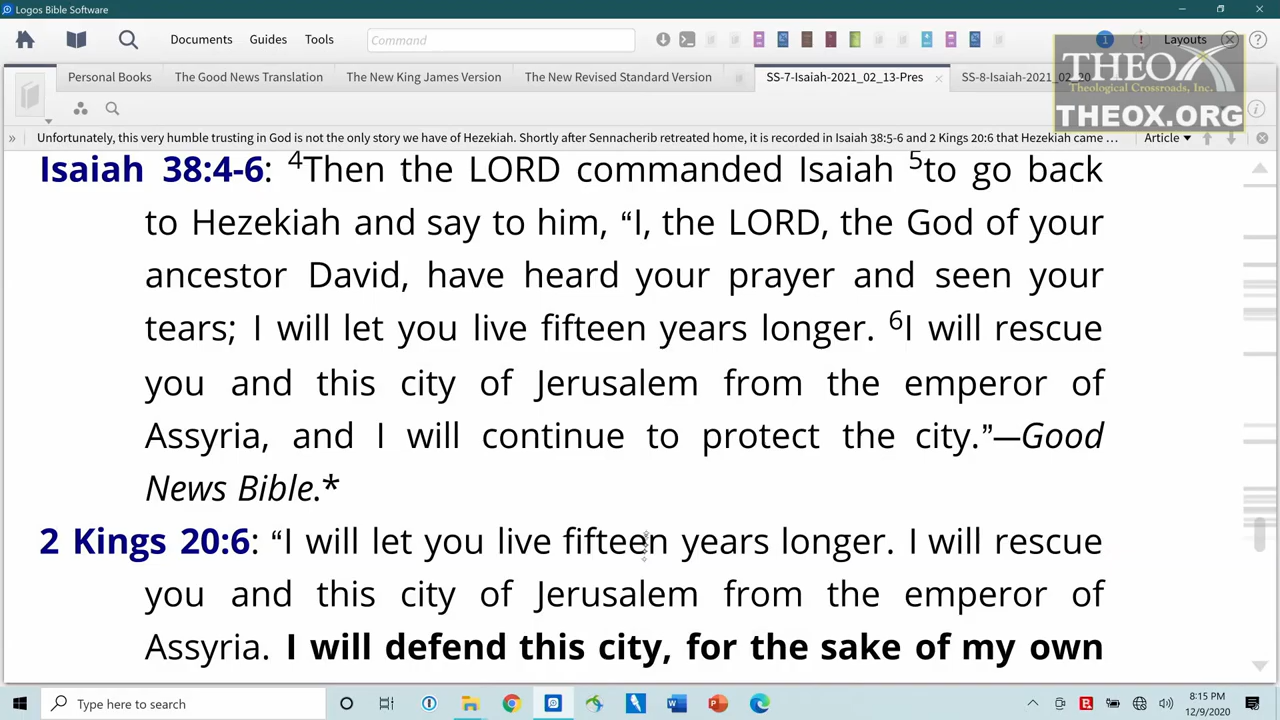 Logos Bible Software
Documents Guides Tools Command Layouts
THEOX
Theological Crossroads, Inc.
THEOX.ORG
Personal Books The Good News Translation The New King James Version The New Revised Standard Version SS-7-Isaiah-2021_02_13-Pres SS-8-Isaiah-2021_02_20
» Unfortunately, this very humble trusting in God is not the only story we have of Hezekiah. Shortly after Sennacherib retreated home, it is recorded in Isaiah 38:5-6 and 2 Kings 20:6 that Hezekiah came … Article
Isaiah 38:4-6: 4Then the LORD commanded Isaiah 5to go back
to Hezekiah and say to him, “I, the LORD, the God of your
ancestor David, have heard your prayer and seen your
tears; I will let you live fifteen years longer. 6I will rescue
you and this city of Jerusalem from the emperor of
Assyria, and I will continue to protect the city.”—Good
News Bible.*
2 Kings 20:6: “I will let you live fifteen years longer. I will rescue
you and this city of Jerusalem from the emperor of
Assyria. I will defend this city, for the sake of my own
Type here to search
8:15 PM
12/9/2020